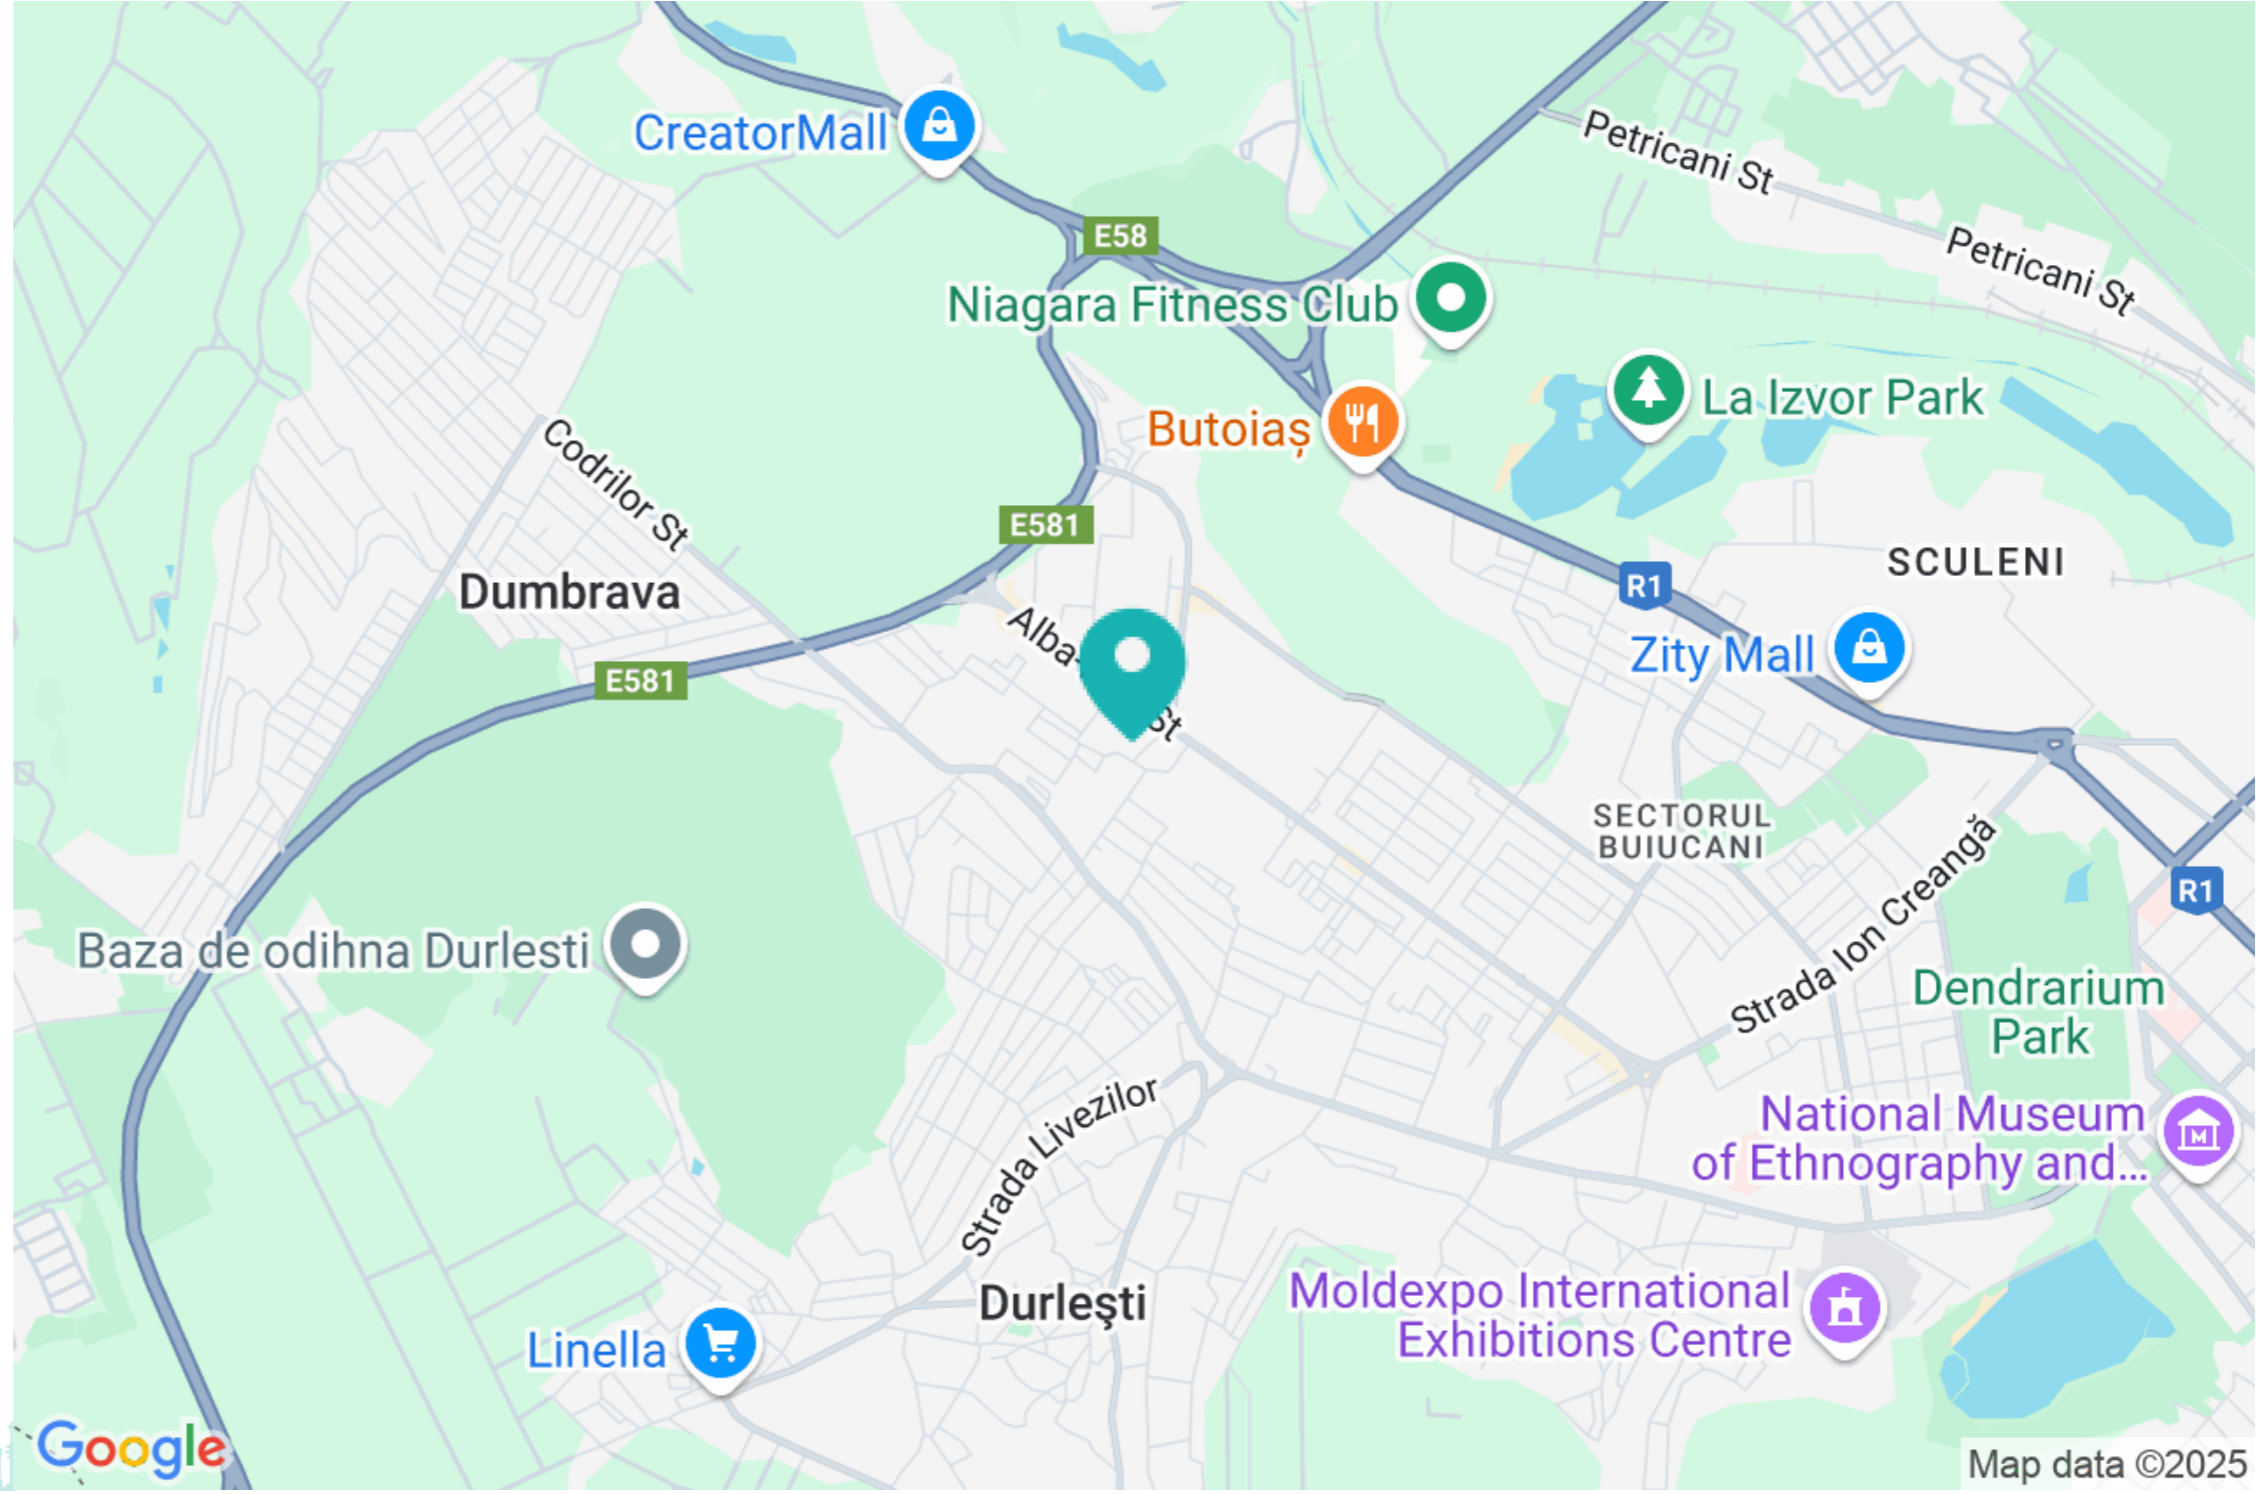 CreatorMall
Petricani St
E58
Petricani St
Niagara Fitness Club
La Izvor Park
Butoiaș
Codrilor St
E581
SCULENI
R1
Dumbrava
Alba-
St
Zity Mall
E581
SECTORUL
BUIUCANI
Strada Ion Creangă
R1
Baza de odihna Durlesti
Dendrarium
Park
Strada Livezilor
National Museum
of Ethnography and...
Durleşti
Moldexpo International
Exhibitions Centre
Linella
Google
Map data ©2025